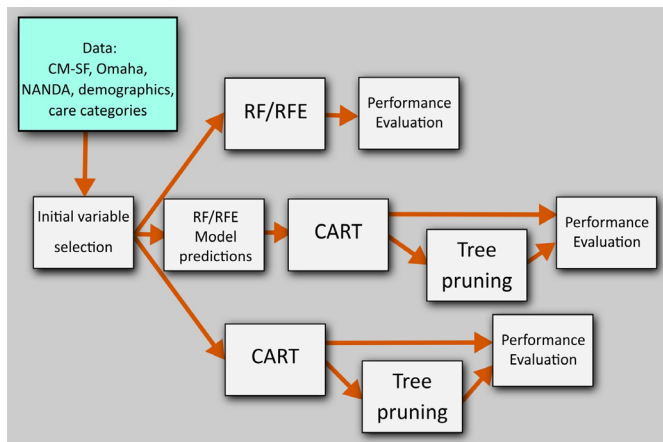 Data:
CM-SF, Omaha,
NANDA, demographics,
care categories
RF/RFE
Performance
Evaluation
Initial variable
selection
RF/RFE
Model
predictions
CART
Tree
pruning
Performance
Evaluation
CART
Tree
pruning
Performance
Evaluation